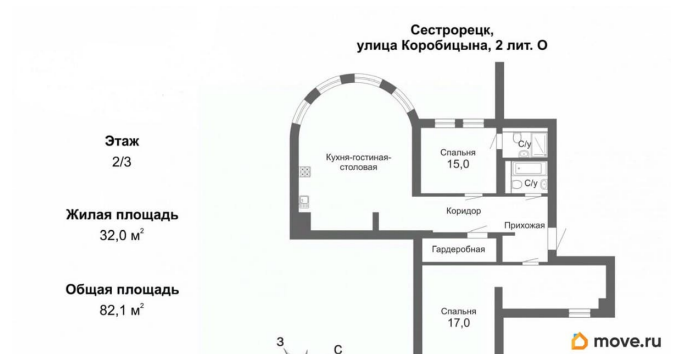 Сестрорецк,
улица Коробицына, 2 лит. О
Этаж
2/3
Жилая площадь
32,0 м²
Общая площадь
82,1 м²
Кухня-гостиная-
столовая
Спальня
15,0
С/у
С/у
Коридор
Прихожая
Гардеробная
Спальня
17,0
З
С
move.ru